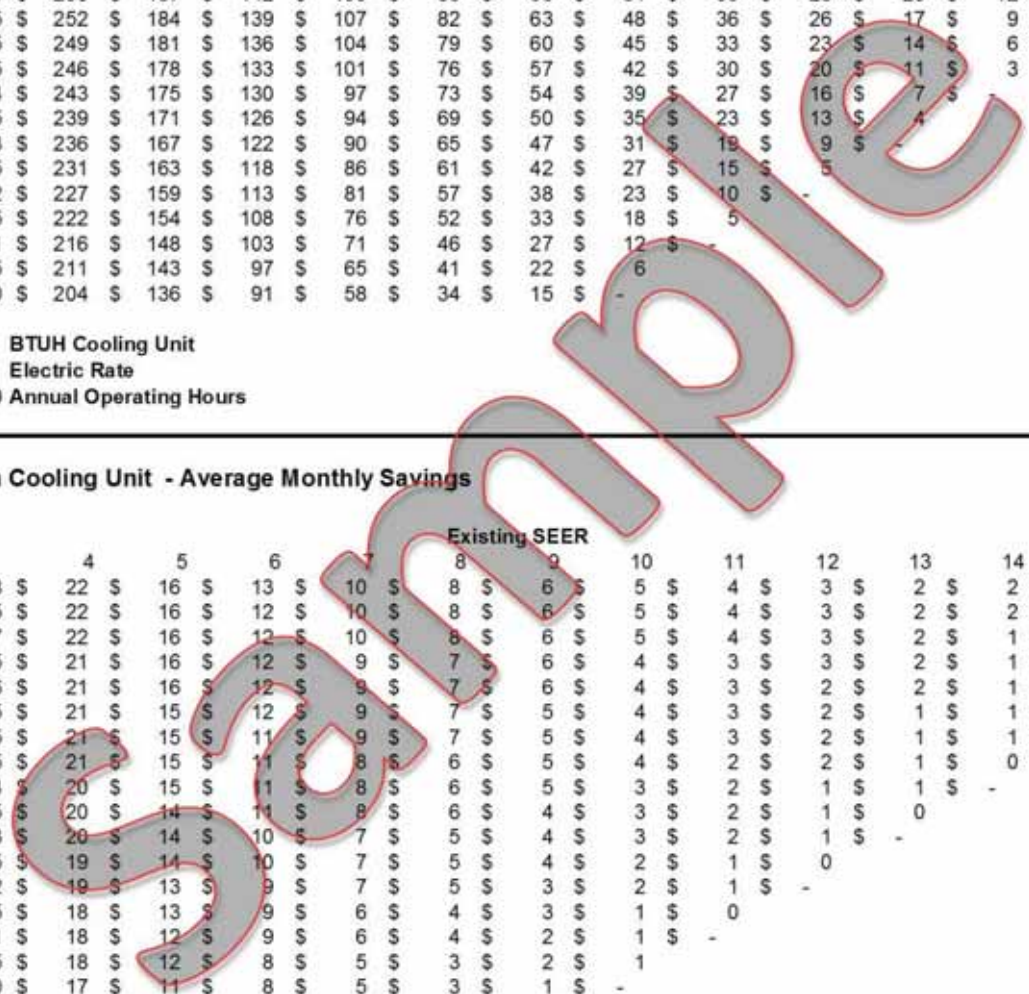 $ 252 $ 184 $ 139 $ 107 $ 82 $ 63 $ 48 $ 36 $ 26 $ 17 $ 9
$ 249 $ 181 $ 136 $ 104 $ 79 $ 60 $ 45 $ 33 $ 23 $ 14 $ 6
$ 246 $ 178 $ 133 $ 101 $ 76 $ 57 $ 42 $ 30 $ 20 $ 11 $ 3
$ 243 $ 175 $ 130 $ 97 $ 73 $ 54 $ 39 $ 27 $ 16 $ 7 $ -
$ 239 $ 171 $ 126 $ 94 $ 69 $ 50 $ 35 $ 23 $ 13 $ 4
$ 236 $ 167 $ 122 $ 90 $ 65 $ 47 $ 31 $ 19 $ 9 $ -
$ 231 $ 163 $ 118 $ 86 $ 61 $ 42 $ 27 $ 15 $ 5
$ 227 $ 159 $ 113 $ 81 $ 57 $ 38 $ 23 $ 10 $ -
$ 222 $ 154 $ 108 $ 76 $ 52 $ 33 $ 18 $ 5
$ 216 $ 148 $ 103 $ 71 $ 46 $ 27 $ 12 $ -
$ 211 $ 143 $ 97 $ 65 $ 41 $ 22 $ 6
$ 204 $ 136 $ 91 $ 58 $ 34 $ 15 $ -
BTUH Cooling Unit
Electric Rate
Annual Operating Hours
Cooling Unit - Average Monthly Savings
Existing SEER
4 5 6 7 8 9 10 11 12 13 14
$ 22 $ 16 $ 13 $ 10 $ 8 $ 6 $ 5 $ 4 $ 3 $ 2 $ 2
$ 22 $ 16 $ 12 $ 10 $ 8 $ 6 $ 5 $ 4 $ 3 $ 2 $ 2
$ 22 $ 16 $ 12 $ 10 $ 8 $ 6 $ 5 $ 4 $ 3 $ 2 $ 1
$ 21 $ 16 $ 12 $ 9 $ 7 $ 6 $ 4 $ 3 $ 3 $ 2 $ 1
$ 21 $ 16 $ 12 $ 9 $ 7 $ 6 $ 4 $ 3 $ 2 $ 2 $ 1
$ 21 $ 15 $ 12 $ 9 $ 7 $ 5 $ 4 $ 3 $ 2 $ 1 $ 1
$ 21 $ 15 $ 11 $ 9 $ 7 $ 5 $ 4 $ 3 $ 2 $ 1 $ 1
$ 21 $ 15 $ 11 $ 8 $ 6 $ 5 $ 4 $ 2 $ 2 $ 1 $ 0
$ 20 $ 15 $ 11 $ 8 $ 6 $ 5 $ 3 $ 2 $ 1 $ 1 $ -
$ 20 $ 14 $ 11 $ 8 $ 6 $ 4 $ 3 $ 2 $ 1 $ 0
$ 20 $ 14 $ 10 $ 7 $ 5 $ 4 $ 3 $ 2 $ 1 $ -
$ 19 $ 14 $ 10 $ 7 $ 5 $ 4 $ 2 $ 1 $ 0
$ 19 $ 13 $ 9 $ 7 $ 5 $ 3 $ 2 $ 1 $ -
$ 18 $ 13 $ 9 $ 6 $ 4 $ 3 $ 1 $ 0
$ 18 $ 12 $ 9 $ 6 $ 4 $ 2 $ 1 $ -
$ 18 $ 12 $ 8 $ 5 $ 3 $ 2 $ 1
$ 17 $ 11 $ 8 $ 5 $ 3 $ 1 $ -
Sample